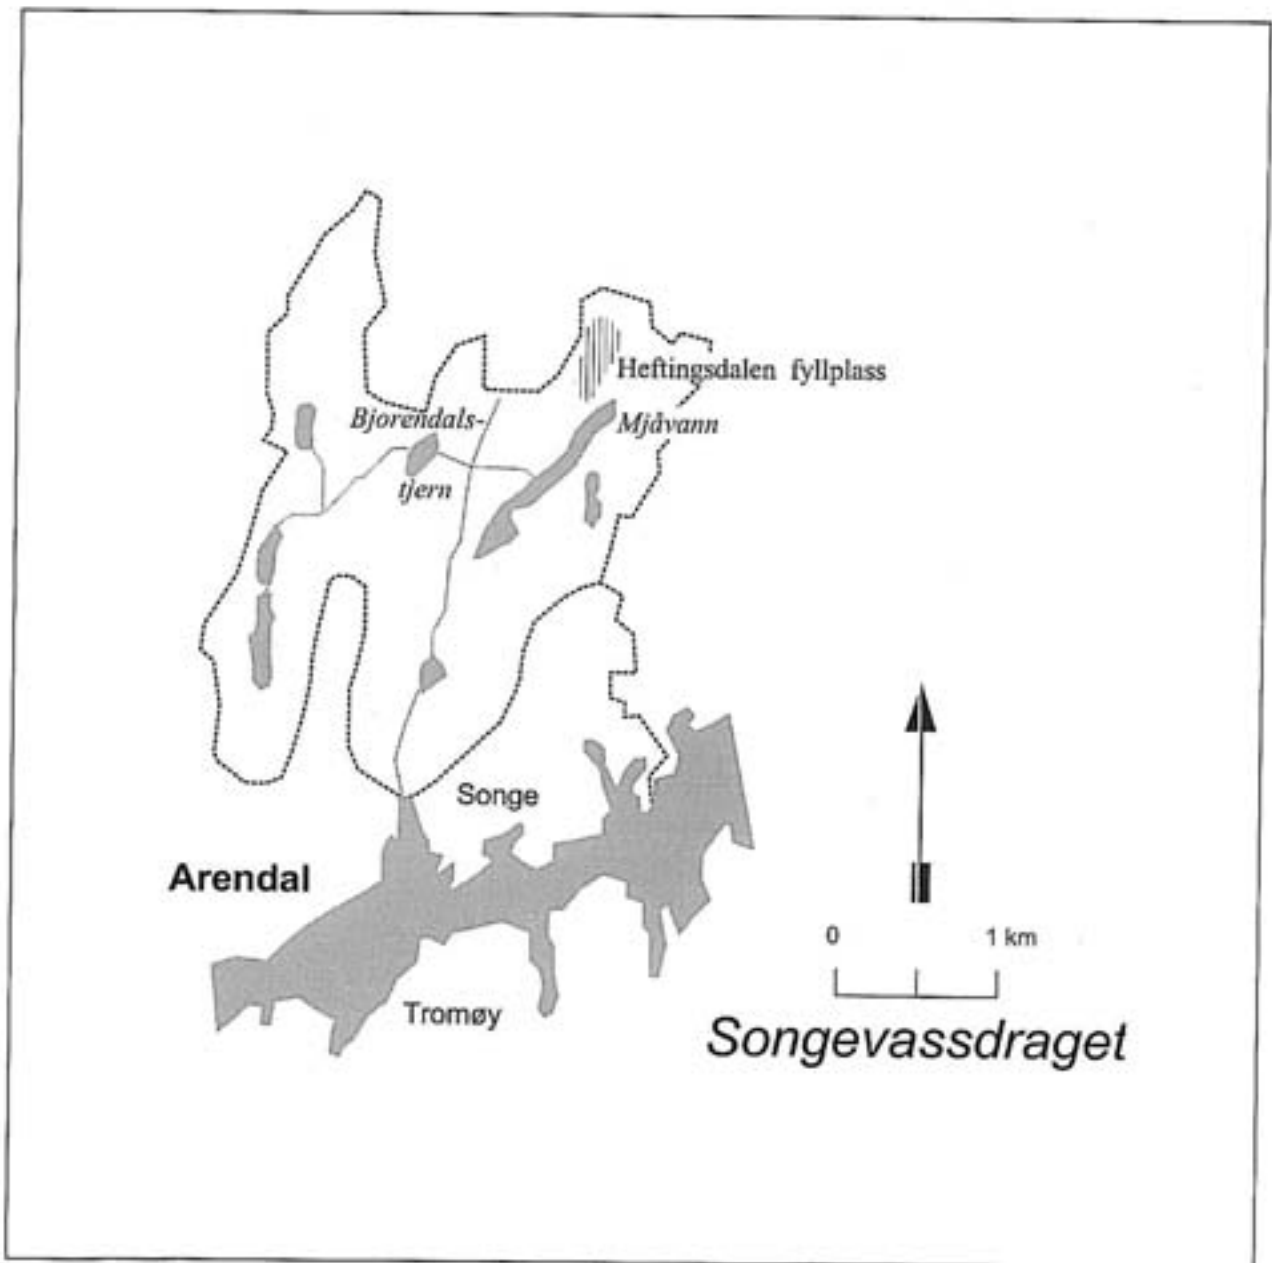 Heftingsdalen fyllplass
Bjorendals-
Mjåvann
tjern
Songe
Arendal
0 1 km
Tromøy
Songevassdraget